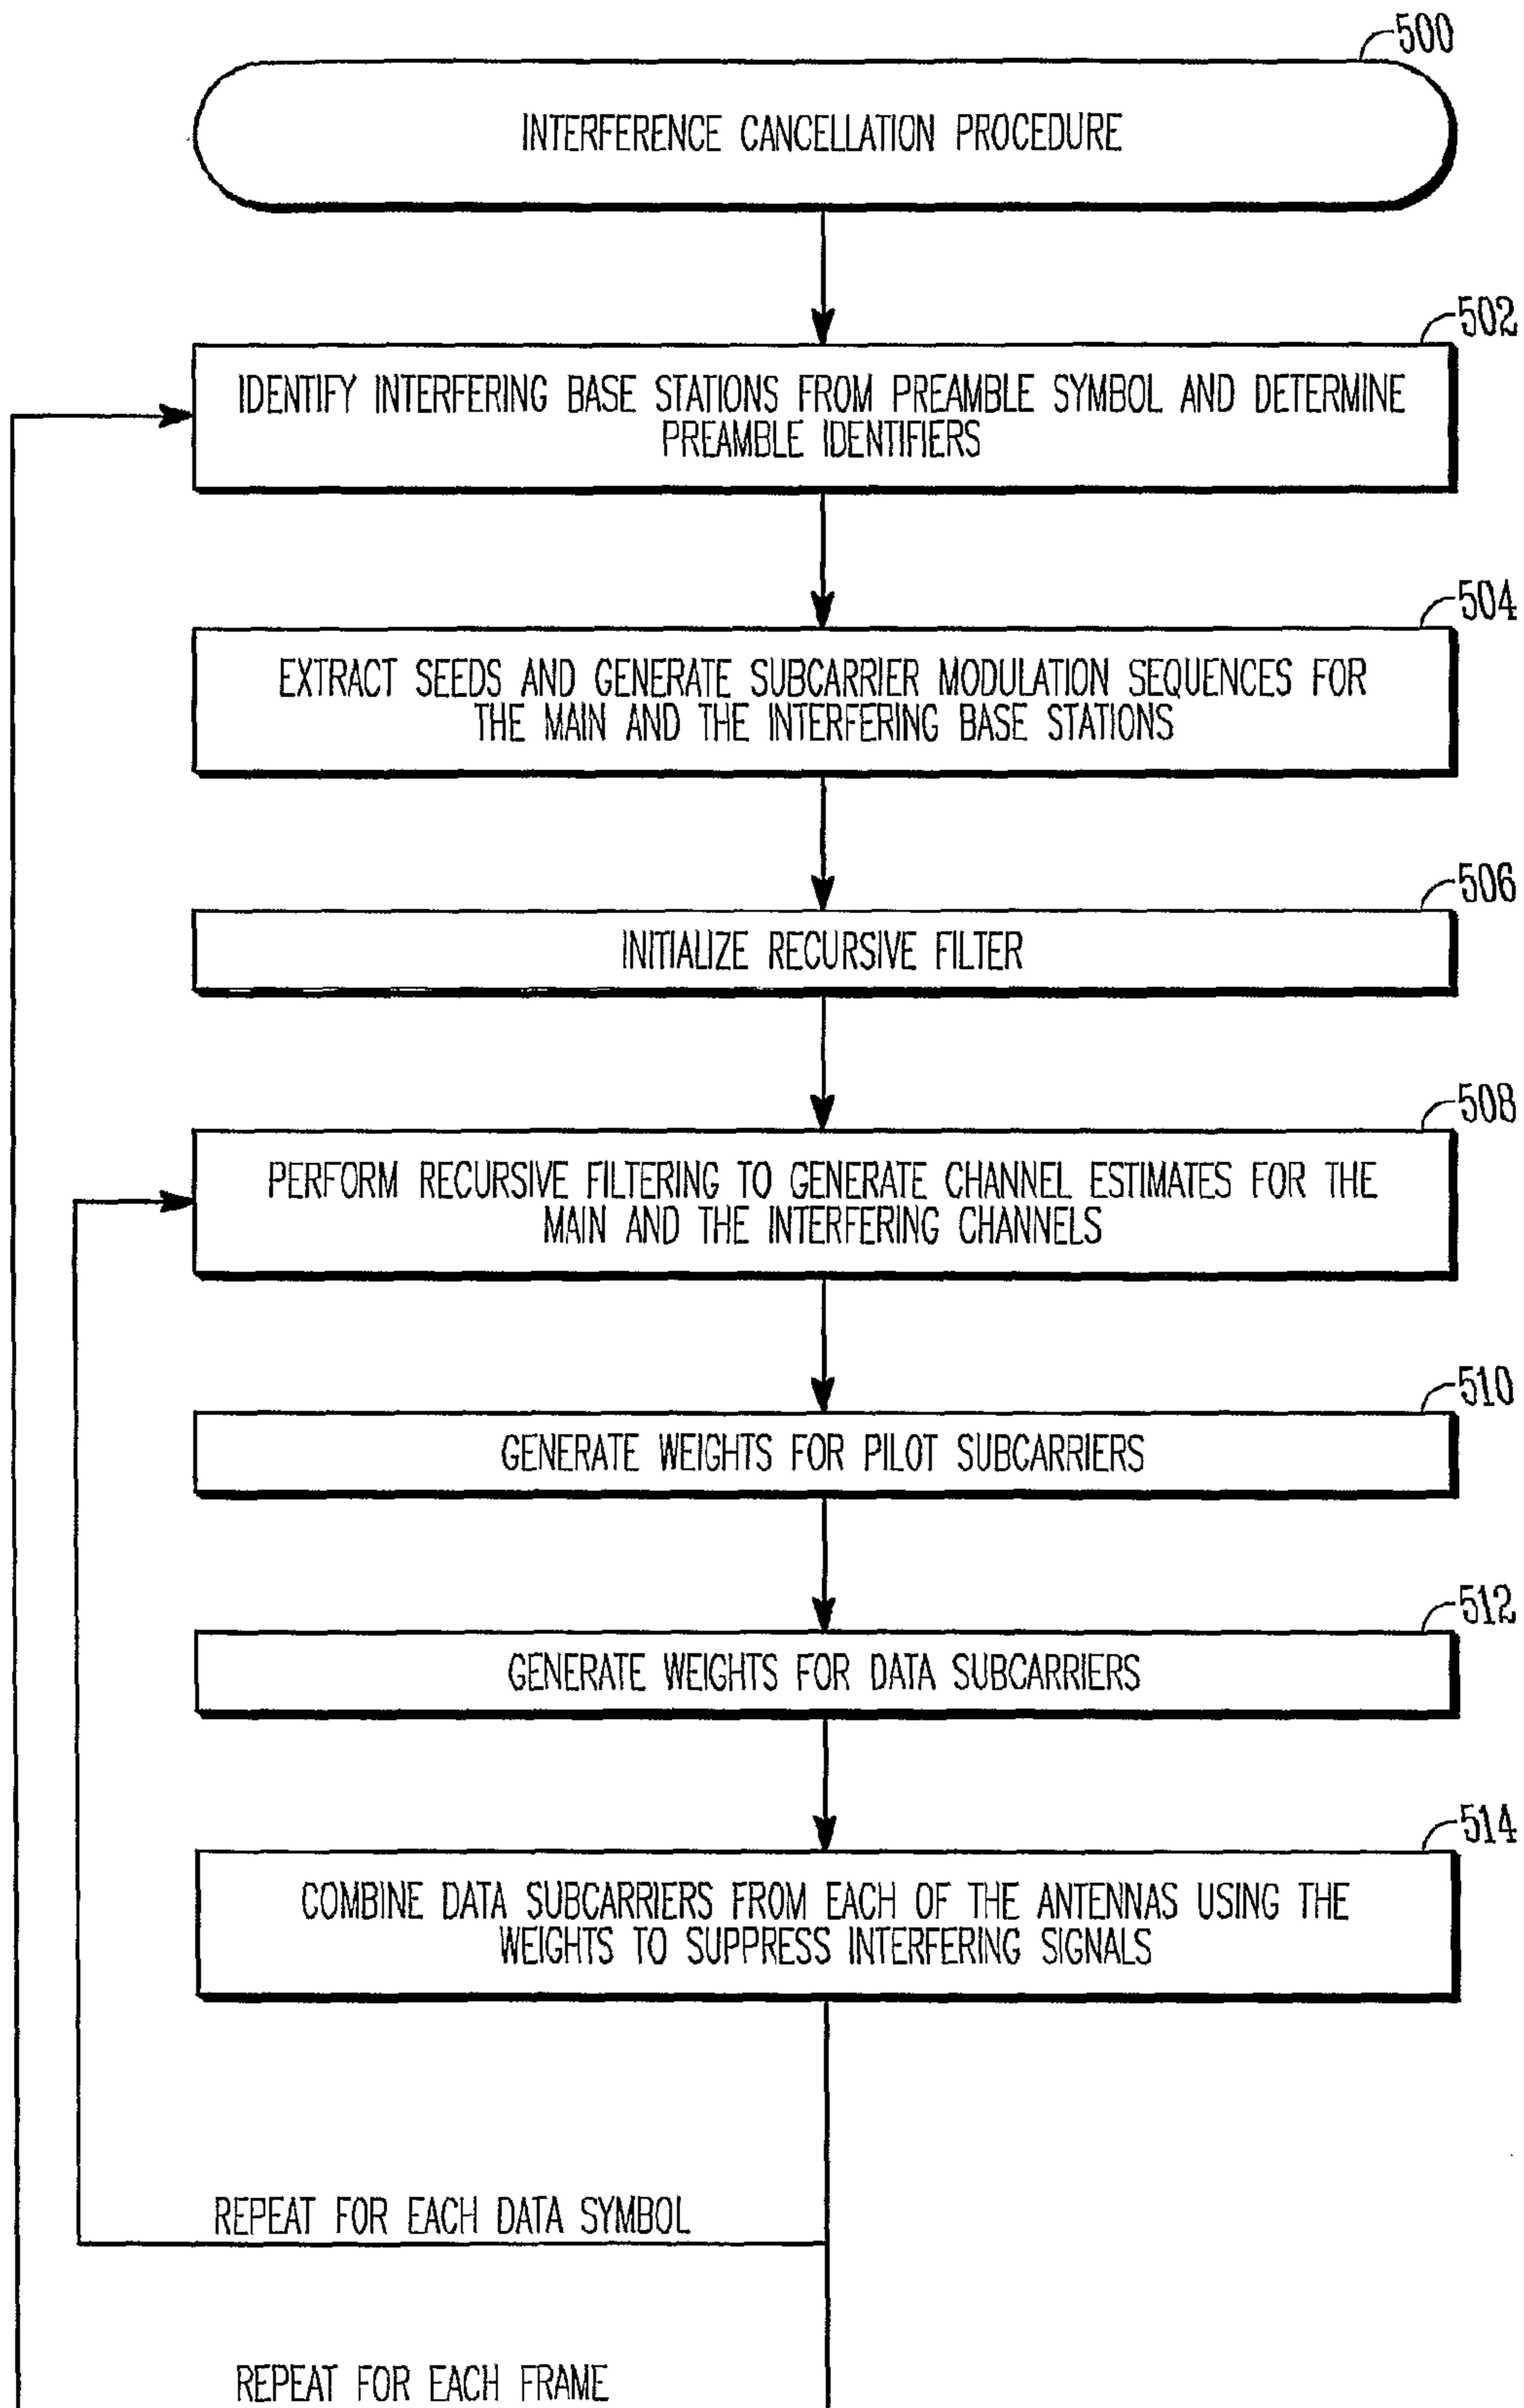 500
INTERFERENCE CANCELLATION PROCEDURE
502
IDENTIFY INTERFERING BASE STATIONS FROM PREAMBLE SYMBOL AND DETERMINE
PREAMBLE IDENTIFIERS
504
EXTRACT SEEDS AND GENERATE SUBCARRIER MODULATION SEQUENCES FOR
THE MAIN AND THE INTERFERING BASE STATIONS
506
INITIALIZE RECURSIVE FILTER
508
PERFORM RECURSIVE FILTERING TO GENERATE CHANNEL ESTIMATES FOR THE
MAIN AND THE INTERFERING CHANNELS
510
GENERATE WEIGHTS FOR PILOT SUBCARRIERS
512
GENERATE WEIGHTS FOR DATA SUBCARRIERS
514
COMBINE DATA SUBCARRIERS FROM EACH OF THE ANTENNAS USING THE
WEIGHTS TO SUPPRESS INTERFERING SIGNALS
REPEAT FOR EACH DATA SYMBOL
REPEAT FOR EACH FRAME